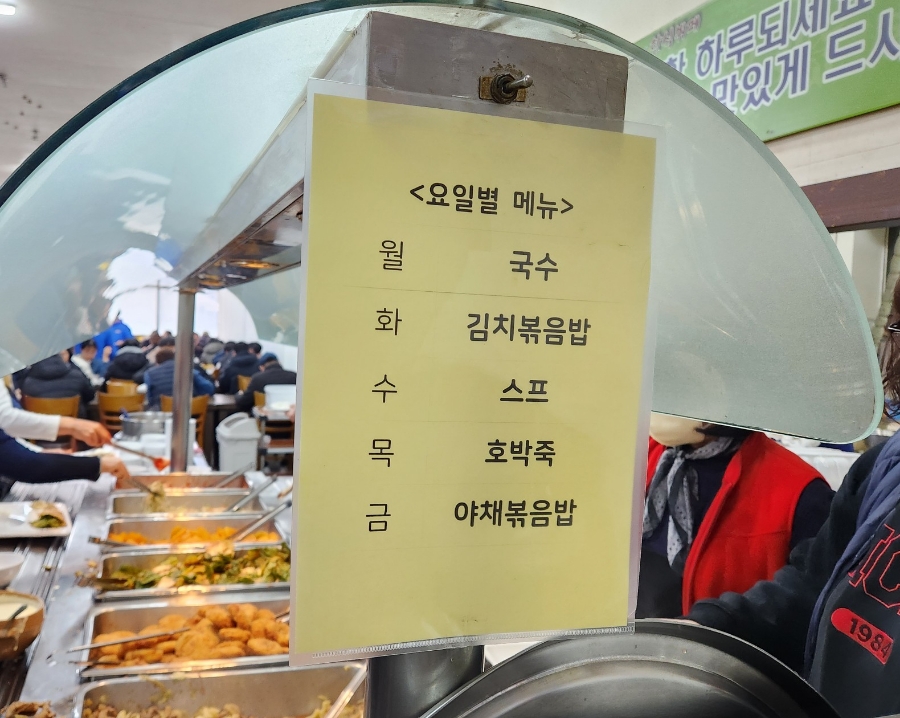 하루되세요
맛있게 드시
<요일별 메뉴>
월 국수
화 김치볶음밥
수 스프
목 호박죽
금 야채볶음밥
1984